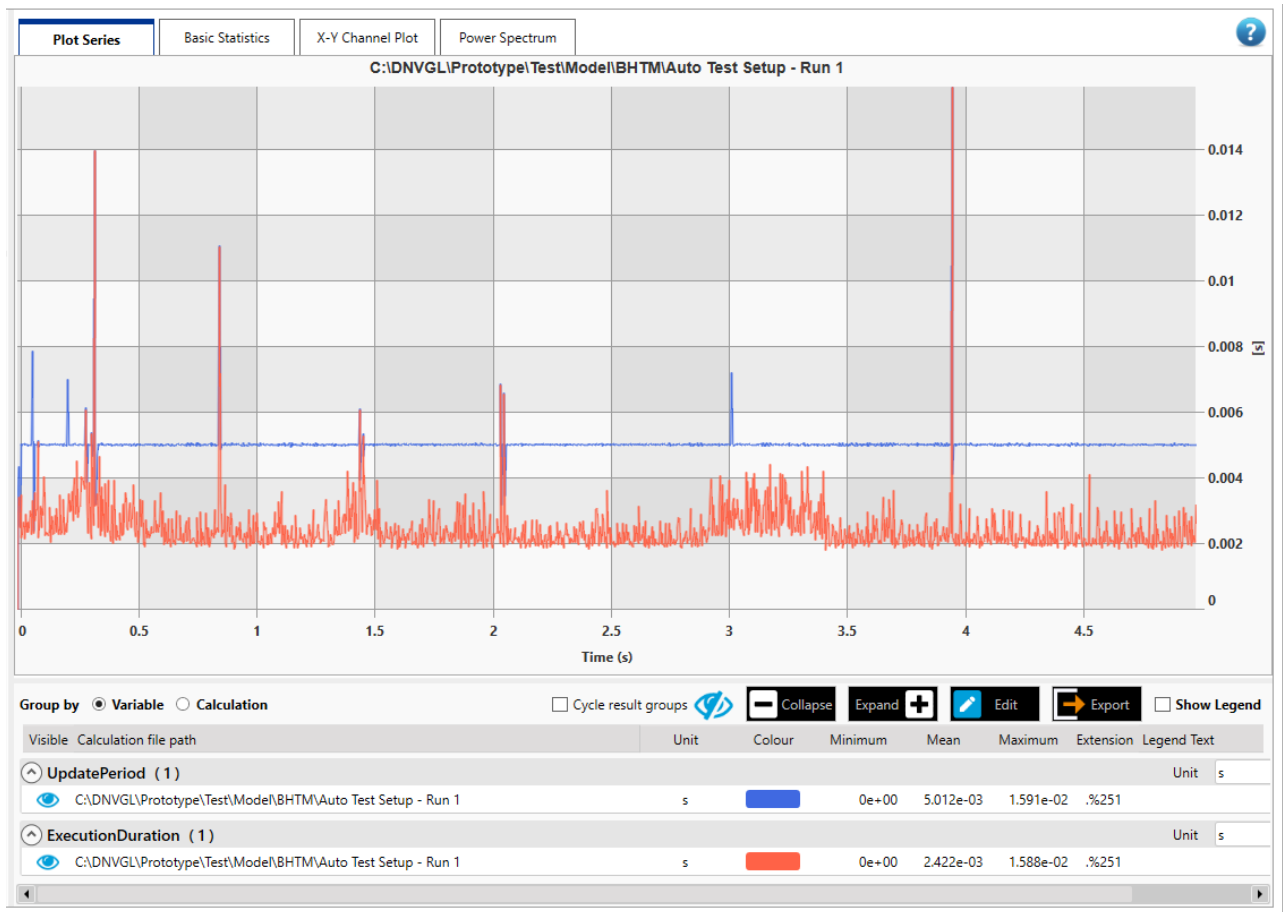 Plot Series Basic Statistics X-Y Channel Plot Power Spectrum ?
C:\DNVGL\Prototype\Test\Model\BHTM\Auto Test Setup - Run 1
0.014
0.012
0.01
0.008
[s]
0.006
0.004
0.002
0
0 0.5 1 1.5 2 2.5 3 3.5 4 4.5
Time (s)
Group by Variable Calculation Cycle result groups Collapse Expand Edit Export Show Legend
Visible Calculation file path Unit Colour Minimum Mean Maximum Extension Legend Text
UpdatePeriod (1) Unit s
C:\DNVGL\Prototype\Test\Model\BHTM\Auto Test Setup - Run 1 s 0e+00 5.012e-03 1.591e-02 .%251
ExecutionDuration (1) Unit s
C:\DNVGL\Prototype\Test\Model\BHTM\Auto Test Setup - Run 1 s 0e+00 2.422e-03 1.588e-02 .%251